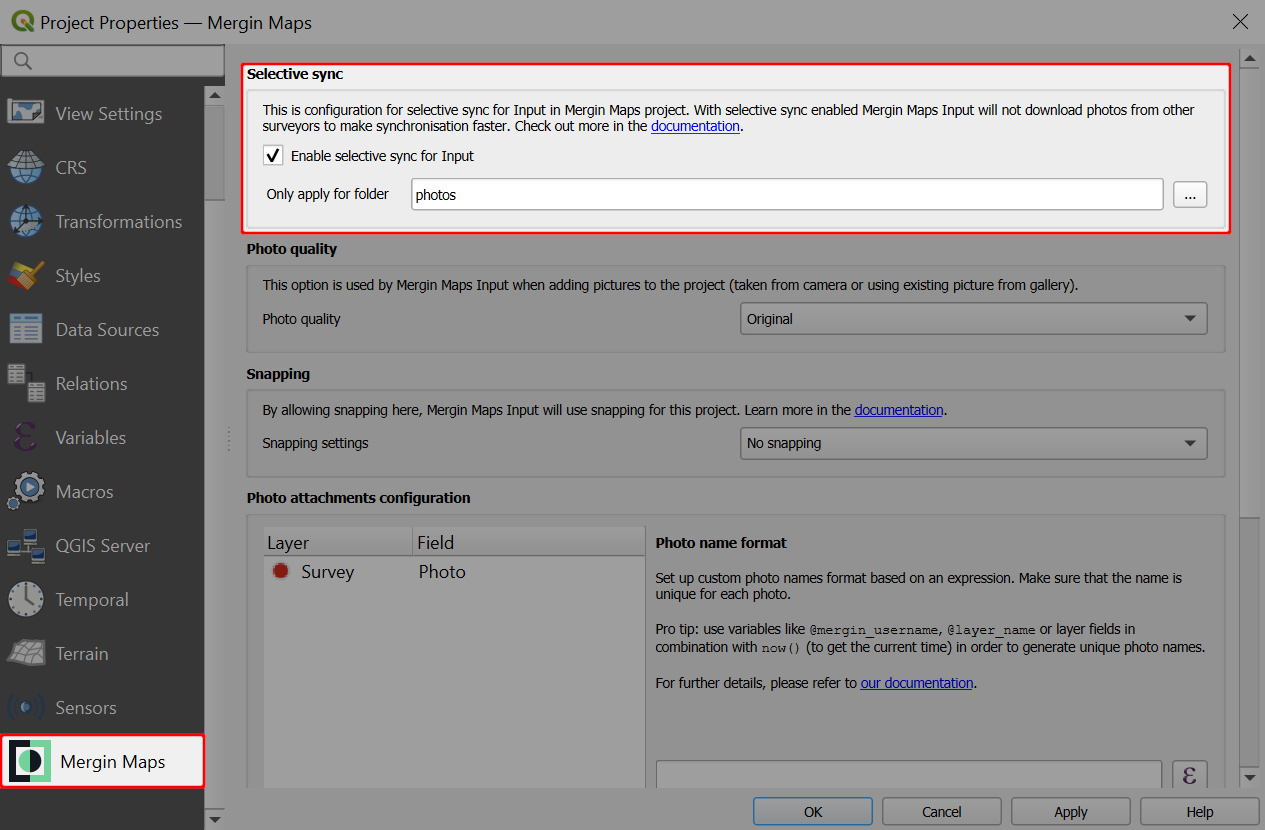 Project Properties — Mergin Maps
View Settings
CRS
Transformations
Styles
Data Sources
Relations
Variables
Macros
QGIS Server
Temporal
Terrain
Sensors
Mergin Maps
Selective sync
This is configuration for selective sync for Input in Mergin Maps project. With selective sync enabled Mergin Maps Input will not download photos from other
surveyors to make synchronisation faster. Check out more in the documentation.
Enable selective sync for Input
Only apply for folder photos ...
Photo quality
This option is used by Mergin Maps Input when adding pictures to the project (taken from camera or using existing picture from gallery).
Photo quality Original
Snapping
By allowing snapping here, Mergin Maps Input will use snapping for this project. Learn more in the documentation.
Snapping settings No snapping
Photo attachments configuration
Layer Field
Survey Photo
Photo name format
Set up custom photo names format based on an expression. Make sure that the name is
unique for each photo.
Pro tip: use variables like @mergin_username, @layer_name or layer fields in
combination with now() (to get the current time) in order to generate unique photo names.
For further details, please refer to our documentation.
ε
OK Cancel Apply Help